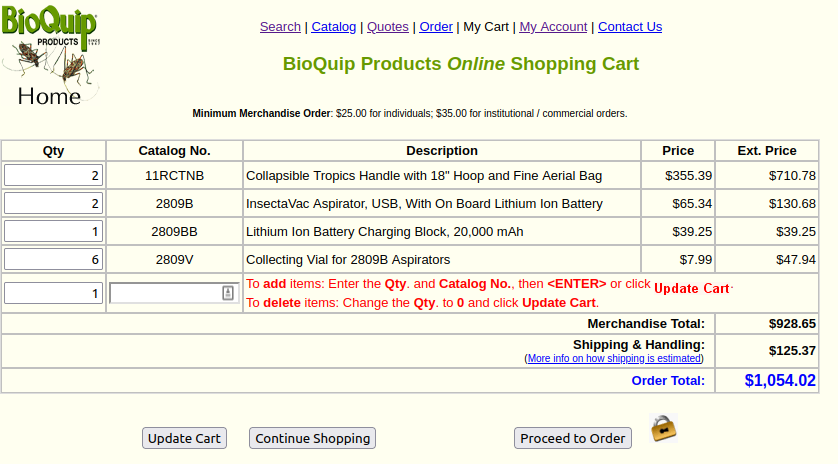 BioQuip
PRODUCTS
Home
Search | Catalog | Quotes | Order | My Cart | My Account | Contact Us
BioQuip Products Online Shopping Cart
Minimum Merchandise Order: $25.00 for individuals; $35.00 for institutional / commercial orders.
Qty Catalog No. Description Price Ext. Price
2 11RCTNB Collapsible Tropics Handle with 18" Hoop and Fine Aerial Bag $355.39 $710.78
2 2809B InsectaVac Aspirator, USB, With On Board Lithium Ion Battery $65.34 $130.68
1 2809BB Lithium Ion Battery Charging Block, 20,000 mAh $39.25 $39.25
6 2809V Collecting Vial for 2809B Aspirators $7.99 $47.94
1 To add items: Enter the Qty. and Catalog No., then <ENTER> or click Update Cart.
To delete items: Change the Qty. to 0 and click Update Cart.
Merchandise Total: $928.65
Shipping & Handling: $125.37
(More info on how shipping is estimated)
Order Total: $1,054.02
Update Cart Continue Shopping Proceed to Order